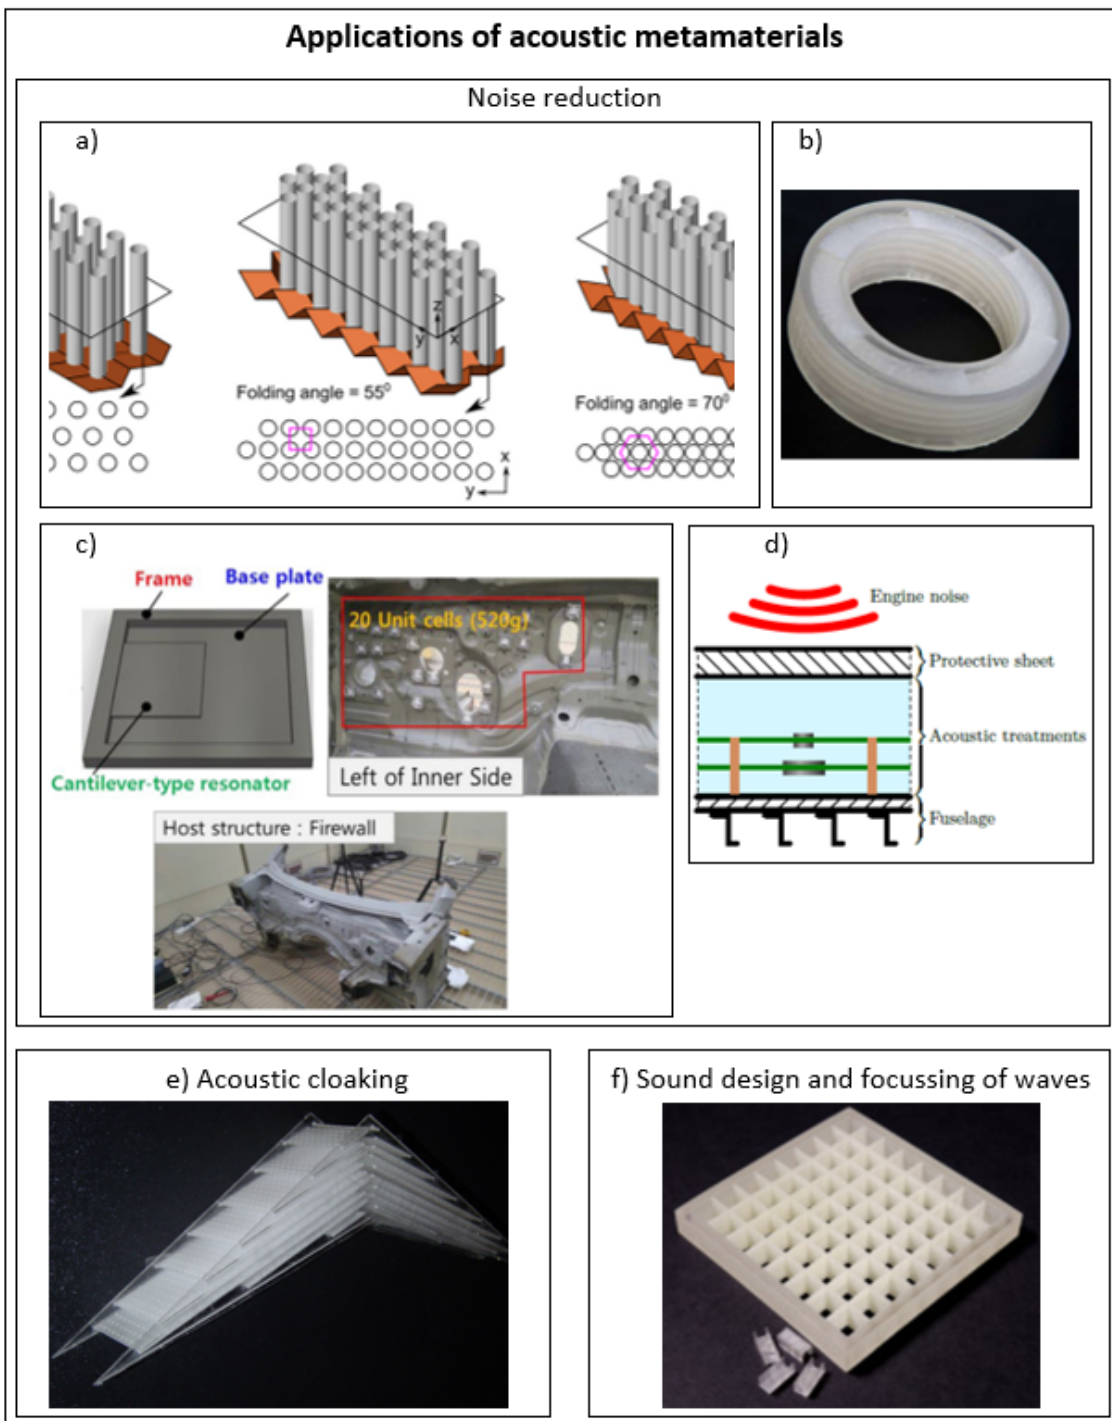 Applications of acoustic metamaterials
Noise reduction
a)
z
y
x
Folding angle = 55⁰
x
y
Folding angle = 70⁰
b)
c)
Frame
Base plate
Cantilever-type resonator
20 Unit cells (520g)
Left of Inner Side
Host structure : Firewall
d)
Engine noise
Protective sheet
Acoustic treatments
Fuselage
e) Acoustic cloaking
f) Sound design and focussing of waves